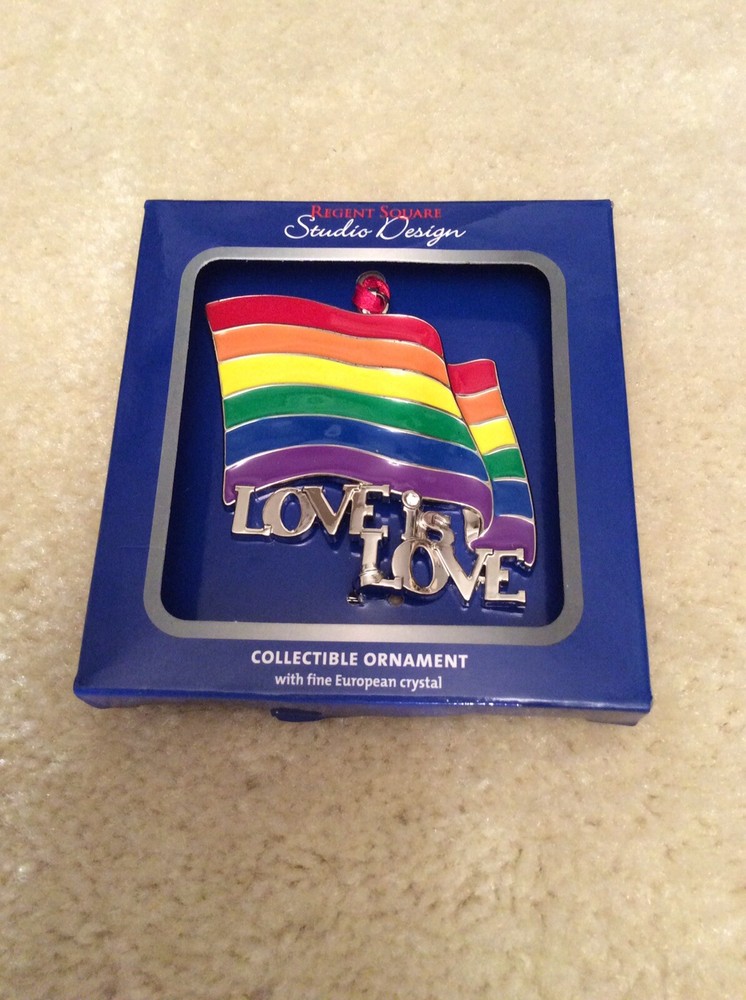 REGENT SQUARE
Studio Design
LOVE is
LOVE
COLLECTIBLE ORNAMENT
with fine European crystal